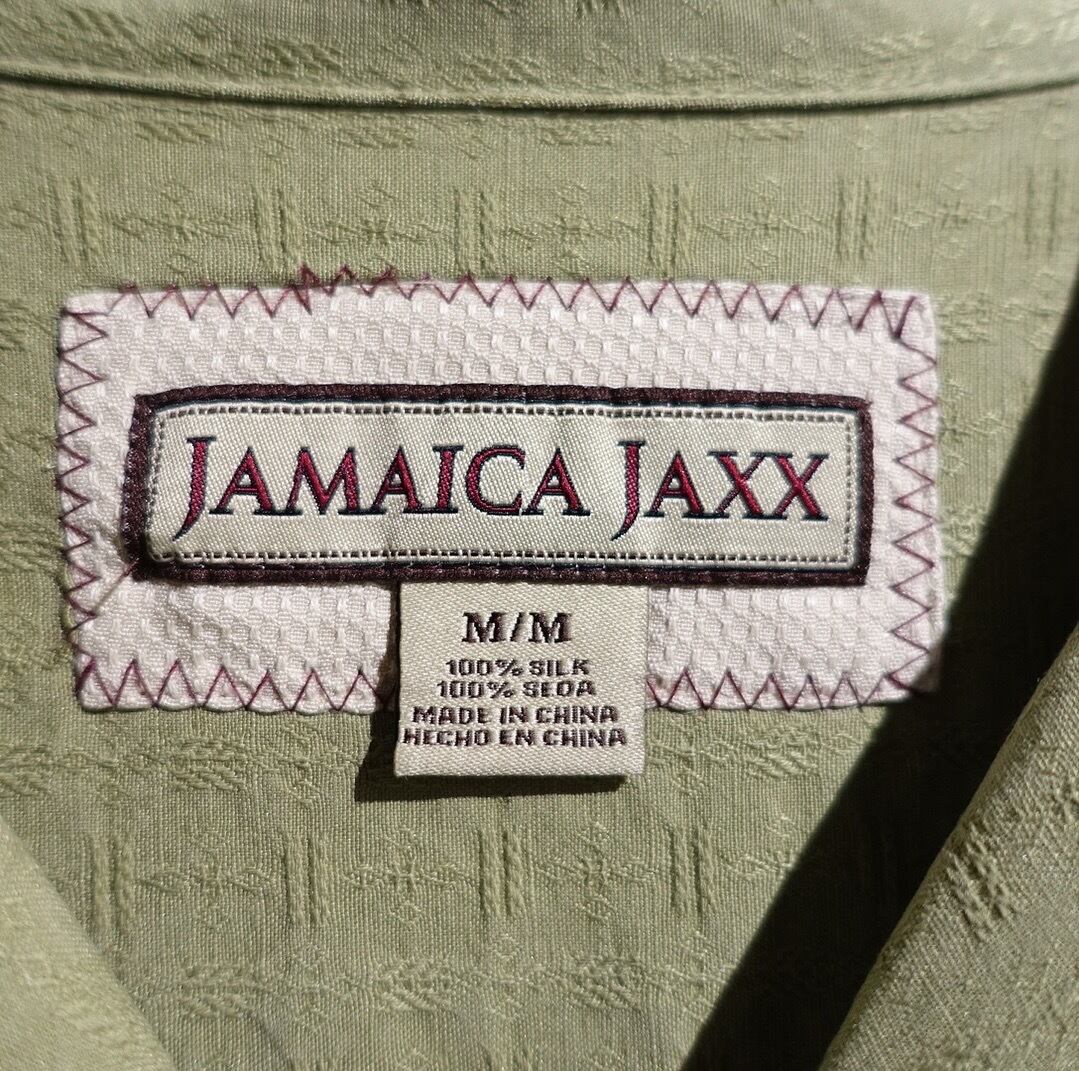 JAMAICA JAXX
M/M
100% SILK
100% SEDA
MADE IN CHINA
HECHO EN CHINA